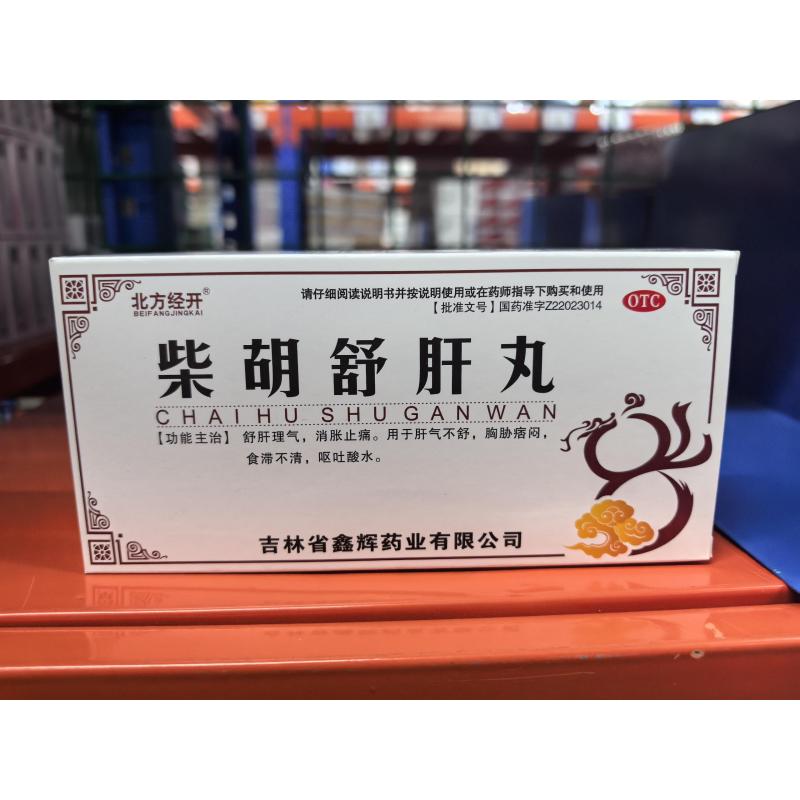 北方经开®
BEIFANGJINGKAI
请仔细阅读说明书并按说明使用或在药师指导下购买和使用
【批准文号】国药准字Z22023014
OTC
柴胡舒肝丸
CHAI HU SHU GAN WAN
【功能主治】 舒肝理气，消胀止痛。用于肝气不舒，胸胁痞闷，
食滞不清，呕吐酸水。
吉林省鑫辉药业有限公司